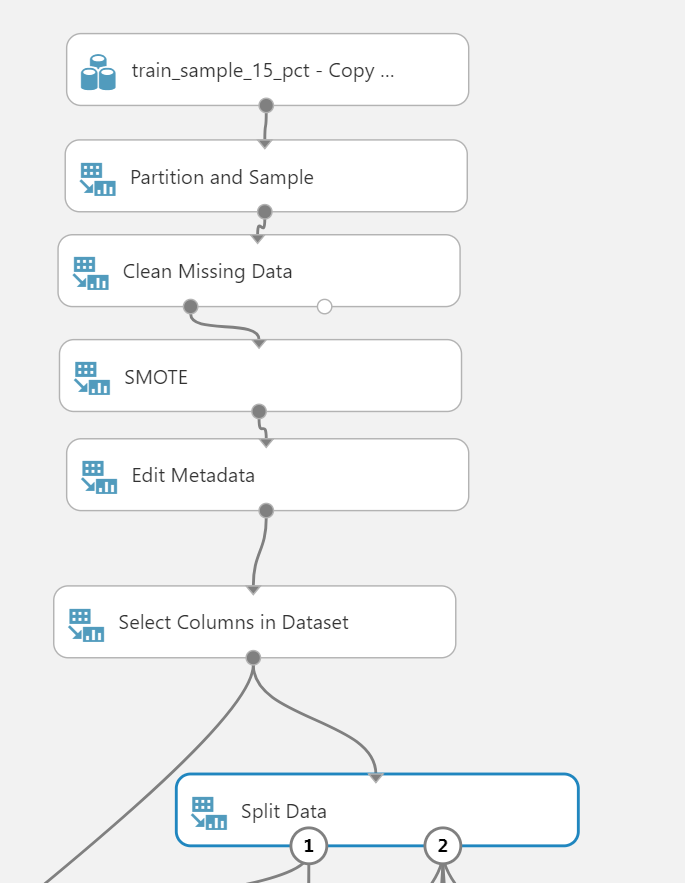 train_sample_15_pct - Copy ...
Partition and Sample
Clean Missing Data
SMOTE
Edit Metadata
Select Columns in Dataset
Split Data
1 2